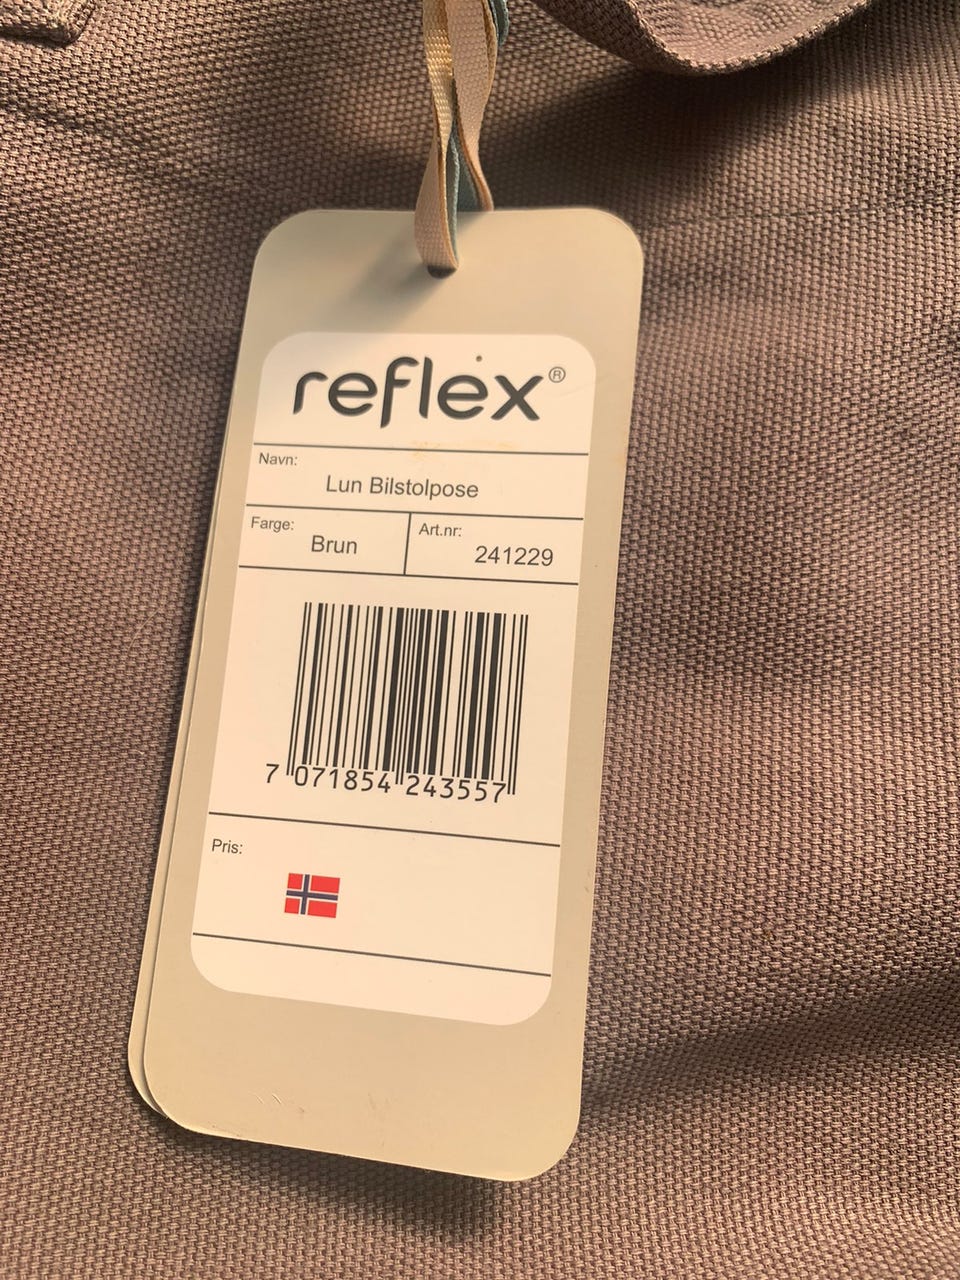 reflex®
Navn:
Lun Bilstolpose
Farge:
Brun
Art.nr:
241229
7 071854 243557
Pris: